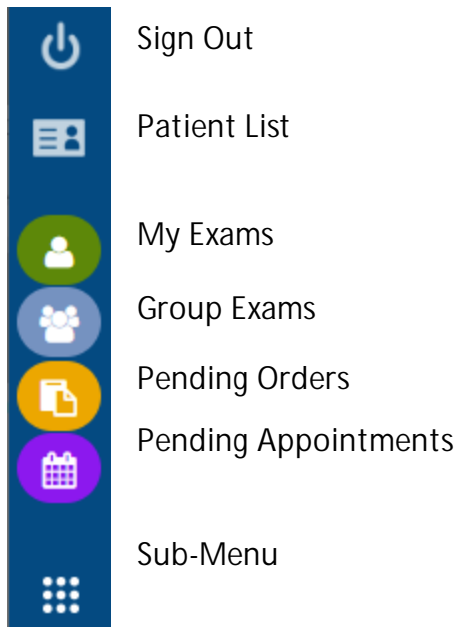 Sign Out
Patient List
My Exams
Group Exams
Pending Orders
Pending Appointments
Sub-Menu